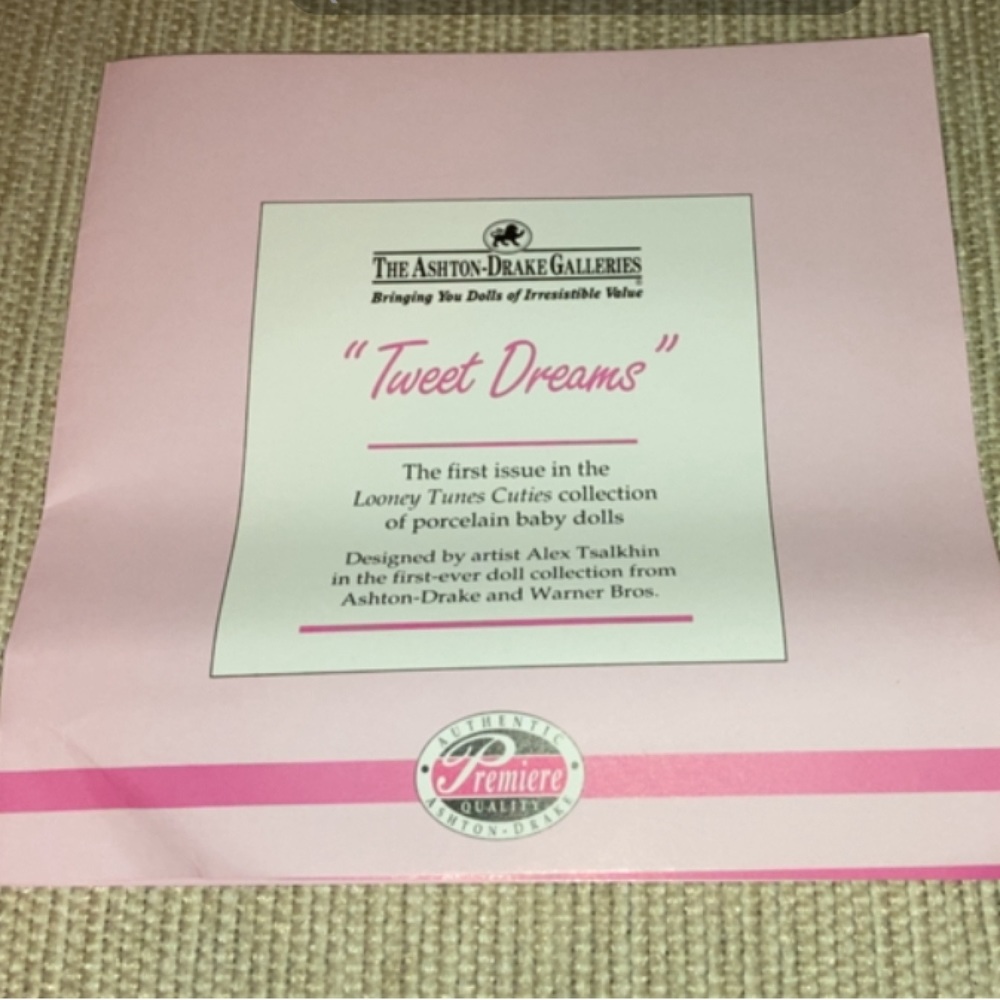 THE ASHTON-DRAKE GALLERIES®
Bringing You Dolls of Irresistible Value
"Tweet Dreams"
The first issue in the
Looney Tunes Cuties collection
of porcelain baby dolls
Designed by artist Alex Tsalkhin
in the first-ever doll collection from
Ashton-Drake and Warner Bros.
AUTHENTIC
Premiere
QUALITY
ASHTON-DRAKE